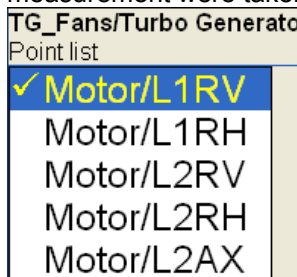 TG_Fans/Turbo Generato
Point list
✓ Motor/L1RV
Motor/L1RH
Motor/L2RV
Motor/L2RH
Motor/L2AX